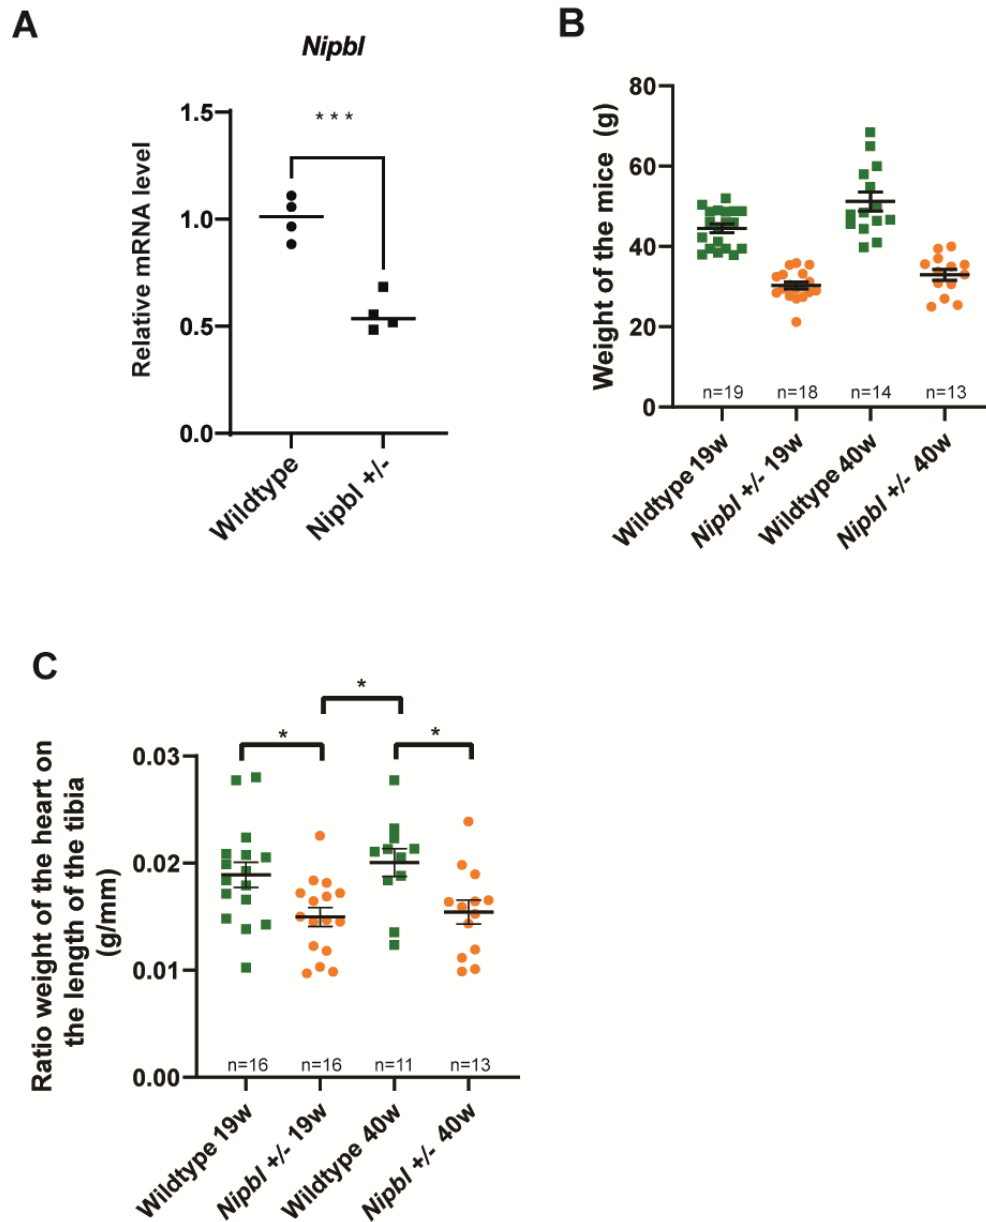 A
Nipbl
Relative mRNA level
1.5
1.0
0.5
0.0
***
Wildtype
Nipbl +/-
B
Weight of the mice (g)
80
60
40
20
0
n=19
n=18
n=14
n=13
Wildtype 19w
Nipbl +/- 19w
Wildtype 40w
Nipbl +/- 40w
C
Ratio weight of the heart on
the length of the tibia
(g/mm)
*
*
*
0.03
0.02
0.01
0.00
n=16
n=16
n=11
n=13
Wildtype 19w
Nipbl +/- 19w
Wildtype 40w
Nipbl +/- 40w